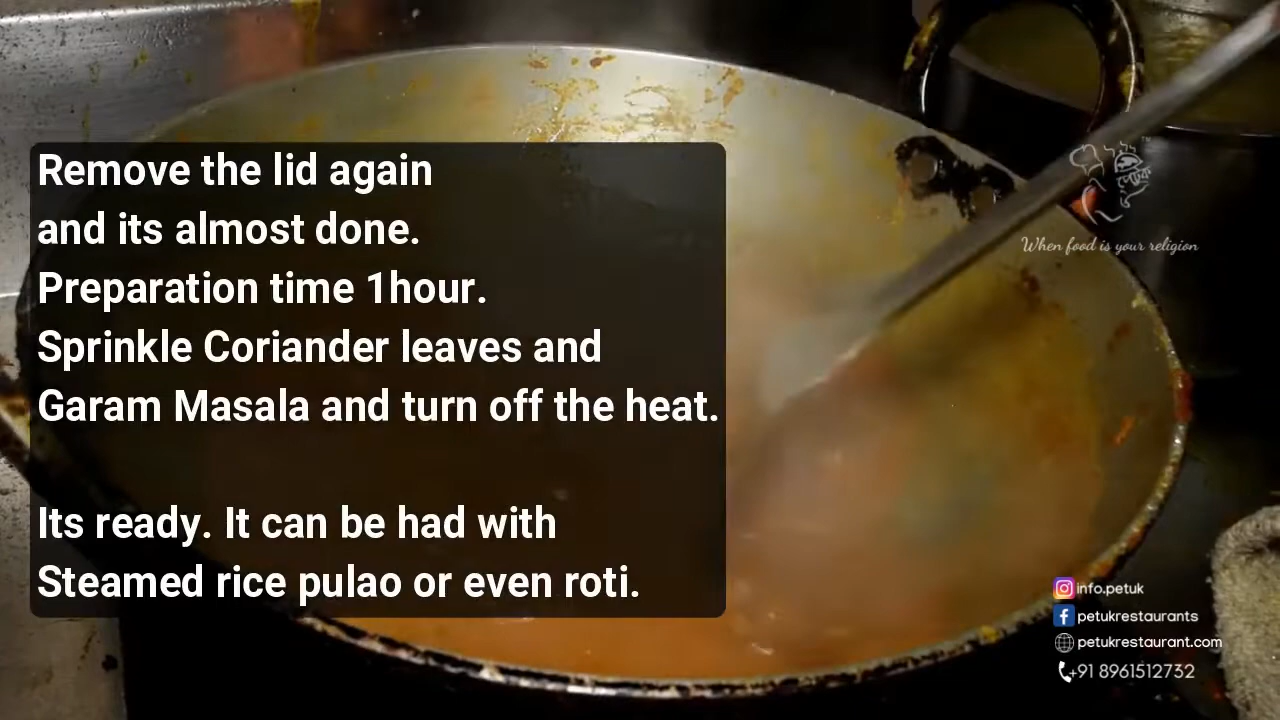 Remove the lid again
and its almost done.
Preparation time 1hour.
Sprinkle Coriander leaves and
Garam Masala and turn off the heat.
Its ready. It can be had with
Steamed rice pulao or even roti.
When food is your religion
info.petuk
petukrestaurants
petukrestaurant.com
+91 8961512732